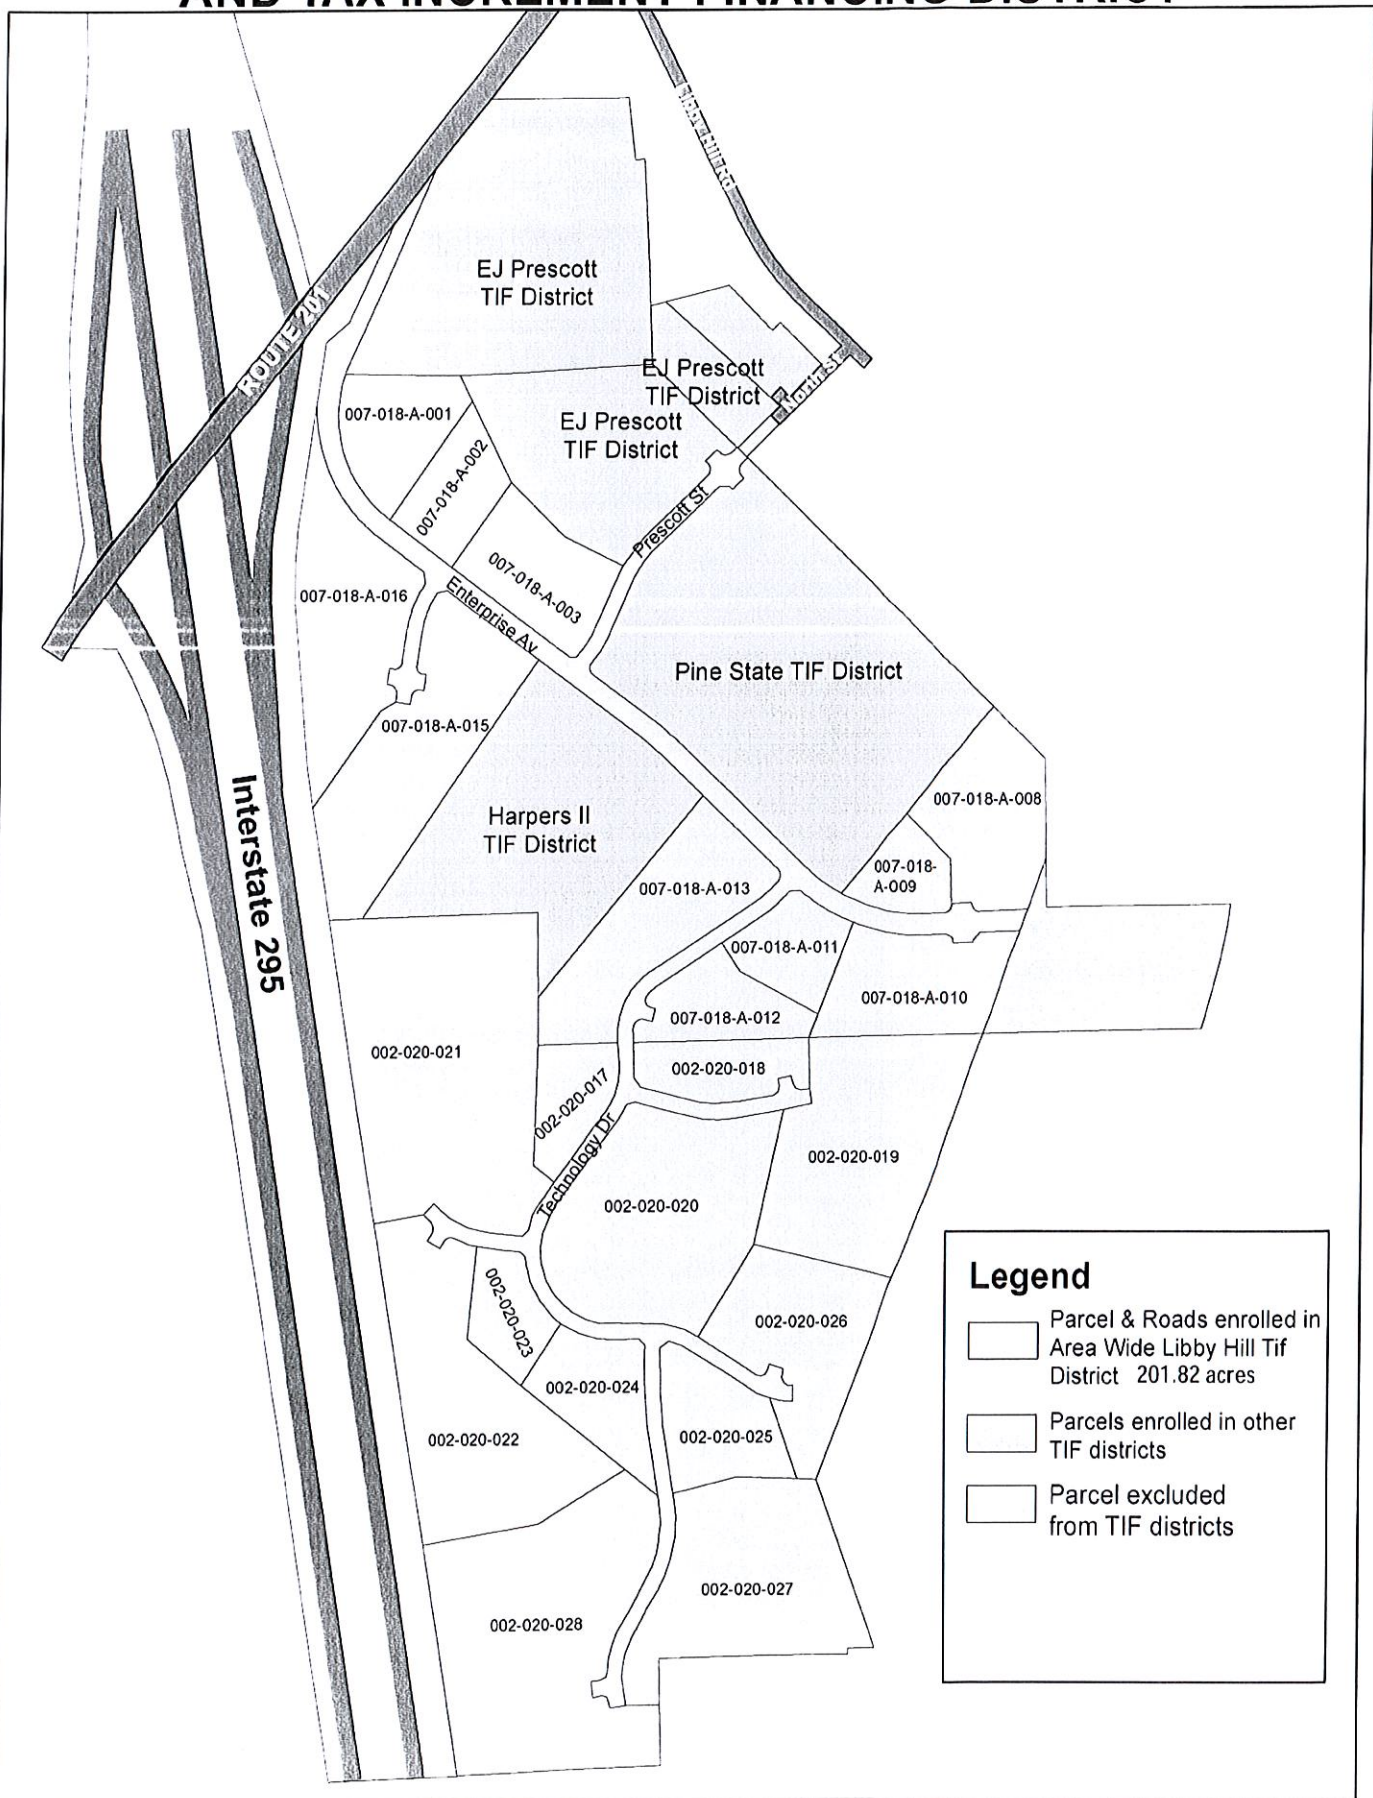 AND TAX INCREMENT FINANCING DISTRICT
Libby Hill Rd
EJ Prescott
TIF District
ROUTE 201
EJ Prescott
TIF District
North St
007-018-A-001
EJ Prescott
TIF District
007-018-A-002
Prescott St
007-018-A-003
007-018-A-016
Enterprise Av
Pine State TIF District
007-018-A-015
Interstate 295
007-018-A-008
Harpers II
TIF District
007-018-
A-009
007-018-A-013
007-018-A-011
007-018-A-010
007-018-A-012
002-020-021
002-020-018
002-020-017
Technology Dr
002-020-019
002-020-020
002-020-023
002-020-026
002-020-024
002-020-022
002-020-025
002-020-027
002-020-028
Legend
Parcel & Roads enrolled in
Area Wide Libby Hill Tif
District 201.82 acres
Parcels enrolled in other
TIF districts
Parcel excluded
from TIF districts